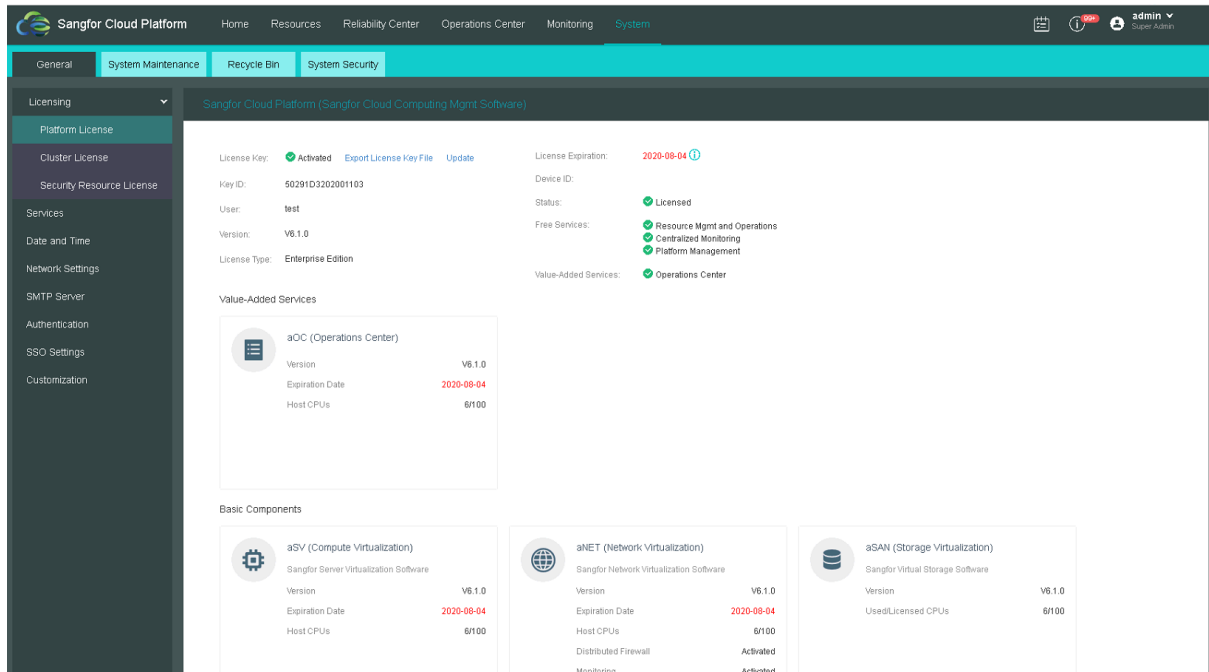 Sangfor Cloud Platform Home Resources Reliability Center Operations Center Monitoring System 99+ admin
Super Admin
General System Maintenance Recycle Bin System Security
Licensing
Platform License
Cluster License
Security Resource License
Services
Date and Time
Network Settings
SMTP Server
Authentication
SSO Settings
Customization
Sangfor Cloud Platform (Sangfor Cloud Computing Mgmt Software)
License Key: Activated Export License Key File Update
Key ID: 50291D3202001103
User: test
Version: V6.1.0
License Type: Enterprise Edition
License Expiration: 2020-08-04
Device ID:
Status: Licensed
Free Services: Resource Mgmt and Operations
Centralized Monitoring
Platform Management
Value-Added Services: Operations Center
Value-Added Services
aOC (Operations Center)
Version V6.1.0
Expiration Date 2020-08-04
Host CPUs 6/100
Basic Components
aSV (Compute Virtualization)
Sangfor Server Virtualization Software
Version V6.1.0
Expiration Date 2020-08-04
Host CPUs 6/100
aNET (Network Virtualization)
Sangfor Network Virtualization Software
Version V6.1.0
Expiration Date 2020-08-04
Host CPUs 6/100
Distributed Firewall Activated
Monitoring Activated
aSAN (Storage Virtualization)
Sangfor Virtual Storage Software
Version V6.1.0
Used/Licensed CPUs 6/100